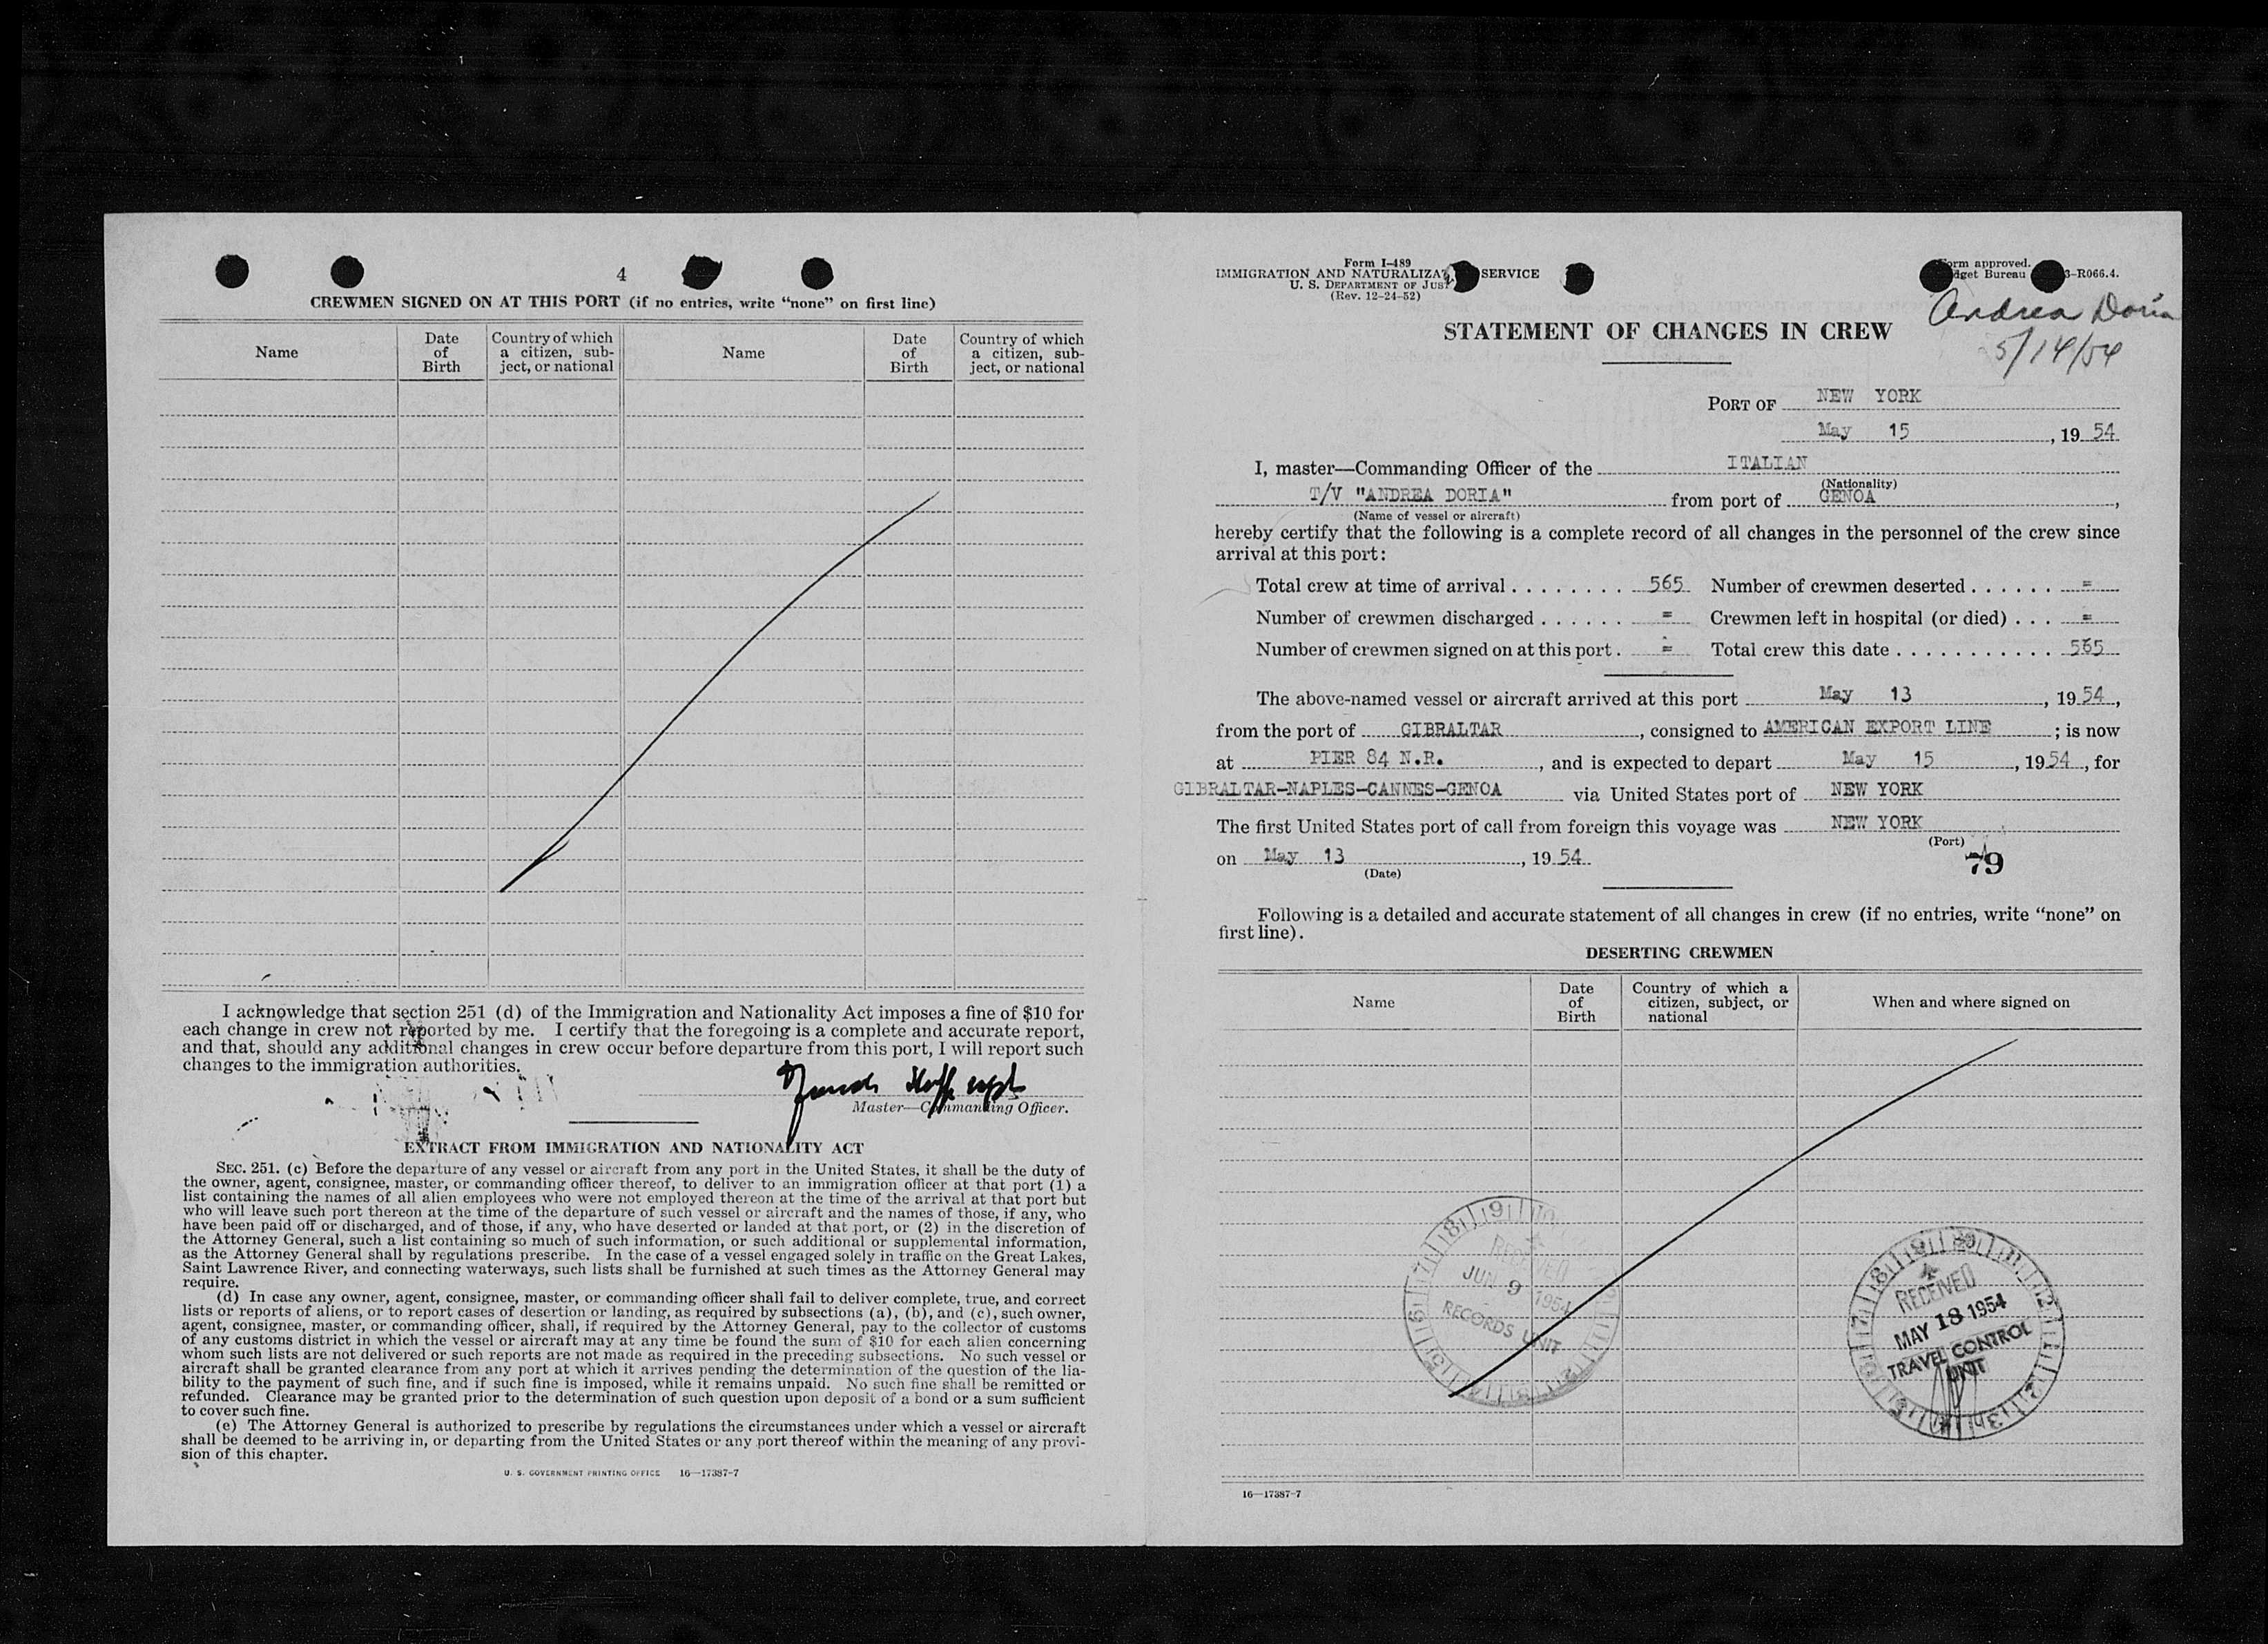 4
CREWMEN SIGNED ON AT THIS PORT (if no entries, write “none” on first line)
Name
Date of Birth
Country of which a citizen, sub-
ject, or national
Name
Date of Birth
Country of which a citizen, sub-
ject, or national
I acknowledge that section 251 (d) of the Immigration and Nationality Act imposes a fine of $10 for
each change in crew not reported by me. I certify that the foregoing is a complete and accurate report,
and that, should any additional changes in crew occur before departure from this port, I will report such
changes to the immigration authorities.
Master—Commanding Officer.
EXTRACT FROM IMMIGRATION AND NATIONALITY ACT
SEC. 251. (c) Before the departure of any vessel or aircraft from any port in the United States, it shall be the duty of
the owner, agent, consignee, master, or commanding officer thereof, to deliver to an immigration officer at that port (1) a
list containing the names of all alien employees who were not employed thereon at the time of the arrival at that port but
who will leave such port thereon at the time of the departure of such vessel or aircraft and the names of those, if any, who
have been paid off or discharged, and of those, if any, who have deserted or landed at that port, or (2) in the discretion of
the Attorney General, such a list containing so much of such information, or such additional or supplemental information,
as the Attorney General shall by regulations prescribe. In the case of a vessel engaged solely in traffic on the Great Lakes,
Saint Lawrence River, and connecting waterways, such lists shall be furnished at such times as the Attorney General may
require.
(d) In case any owner, agent, consignee, master, or commanding officer shall fail to deliver complete, true, and correct
lists or reports of aliens, or to report cases of desertion or landing, as required by subsections (a), (b), and (c), such owner,
agent, consignee, master, or commanding officer, shall, if required by the Attorney General, pay to the collector of customs
of any customs district in which the vessel or aircraft may at any time be found the sum of $10 for each alien concerning
whom such lists are not delivered or such reports are not made as required in the preceding subsections. No such vessel or
aircraft shall be granted clearance from any port at which it arrives pending the determination of the question of the lia-
bility to the payment of such fine, and if such fine is imposed, while it remains unpaid. No such fine shall be remitted or
refunded. Clearance may be granted prior to the determination of such question upon deposit of a bond or a sum sufficient
to cover such fine.
(e) The Attorney General is authorized to prescribe by regulations the circumstances under which a vessel or aircraft
shall be deemed to be arriving in, or departing from the United States or any port thereof within the meaning of any provi-
sion of this chapter.
U. S. GOVERNMENT PRINTING OFFICE 16—17387-7
Form I-489
IMMIGRATION AND NATURALIZAT SERVICE
U. S. DEPARTMENT OF JUST
(Rev. 12-24-52)
orm approved.
dget Bureau 3-R066.4.
Andrea Doria
5/14/54
STATEMENT OF CHANGES IN CREW
PORT OF NEW YORK
May 15, 19 54
I, master—Commanding Officer of the ITALIAN
(Nationality)
T/V "ANDREA DORIA" from port of GENOA,
(Name of vessel or aircraft)
hereby certify that the following is a complete record of all changes in the personnel of the crew since
arrival at this port:
Total crew at time of arrival . . . . . . . . 565 Number of crewmen deserted . . . . . . =
Number of crewmen discharged . . . . . . = Crewmen left in hospital (or died) . . . =
Number of crewmen signed on at this port . = Total crew this date . . . . . . . . . . . 565
The above-named vessel or aircraft arrived at this port May 13, 19 54,
from the port of GIBRALTAR, consigned to AMERICAN EXPORT LINE; is now
at PIER 84 N.R., and is expected to depart May 15, 19 54, for
GIBRALTAR-NAPLES-CANNES-GENOA via United States port of NEW YORK
The first United States port of call from foreign this voyage was NEW YORK
(Port)
on May 13, 19 54
(Date)
79
Following is a detailed and accurate statement of all changes in crew (if no entries, write “none” on
first line).
DESERTING CREWMEN
Name
Date of Birth
Country of which a citizen, subject, or national
When and where signed on
RECEIVED
JUN 9 1954
RECORDS UNIT
RECEIVED
MAY 18 1954
TRAVEL CONTROL
UNIT
16—17387-7